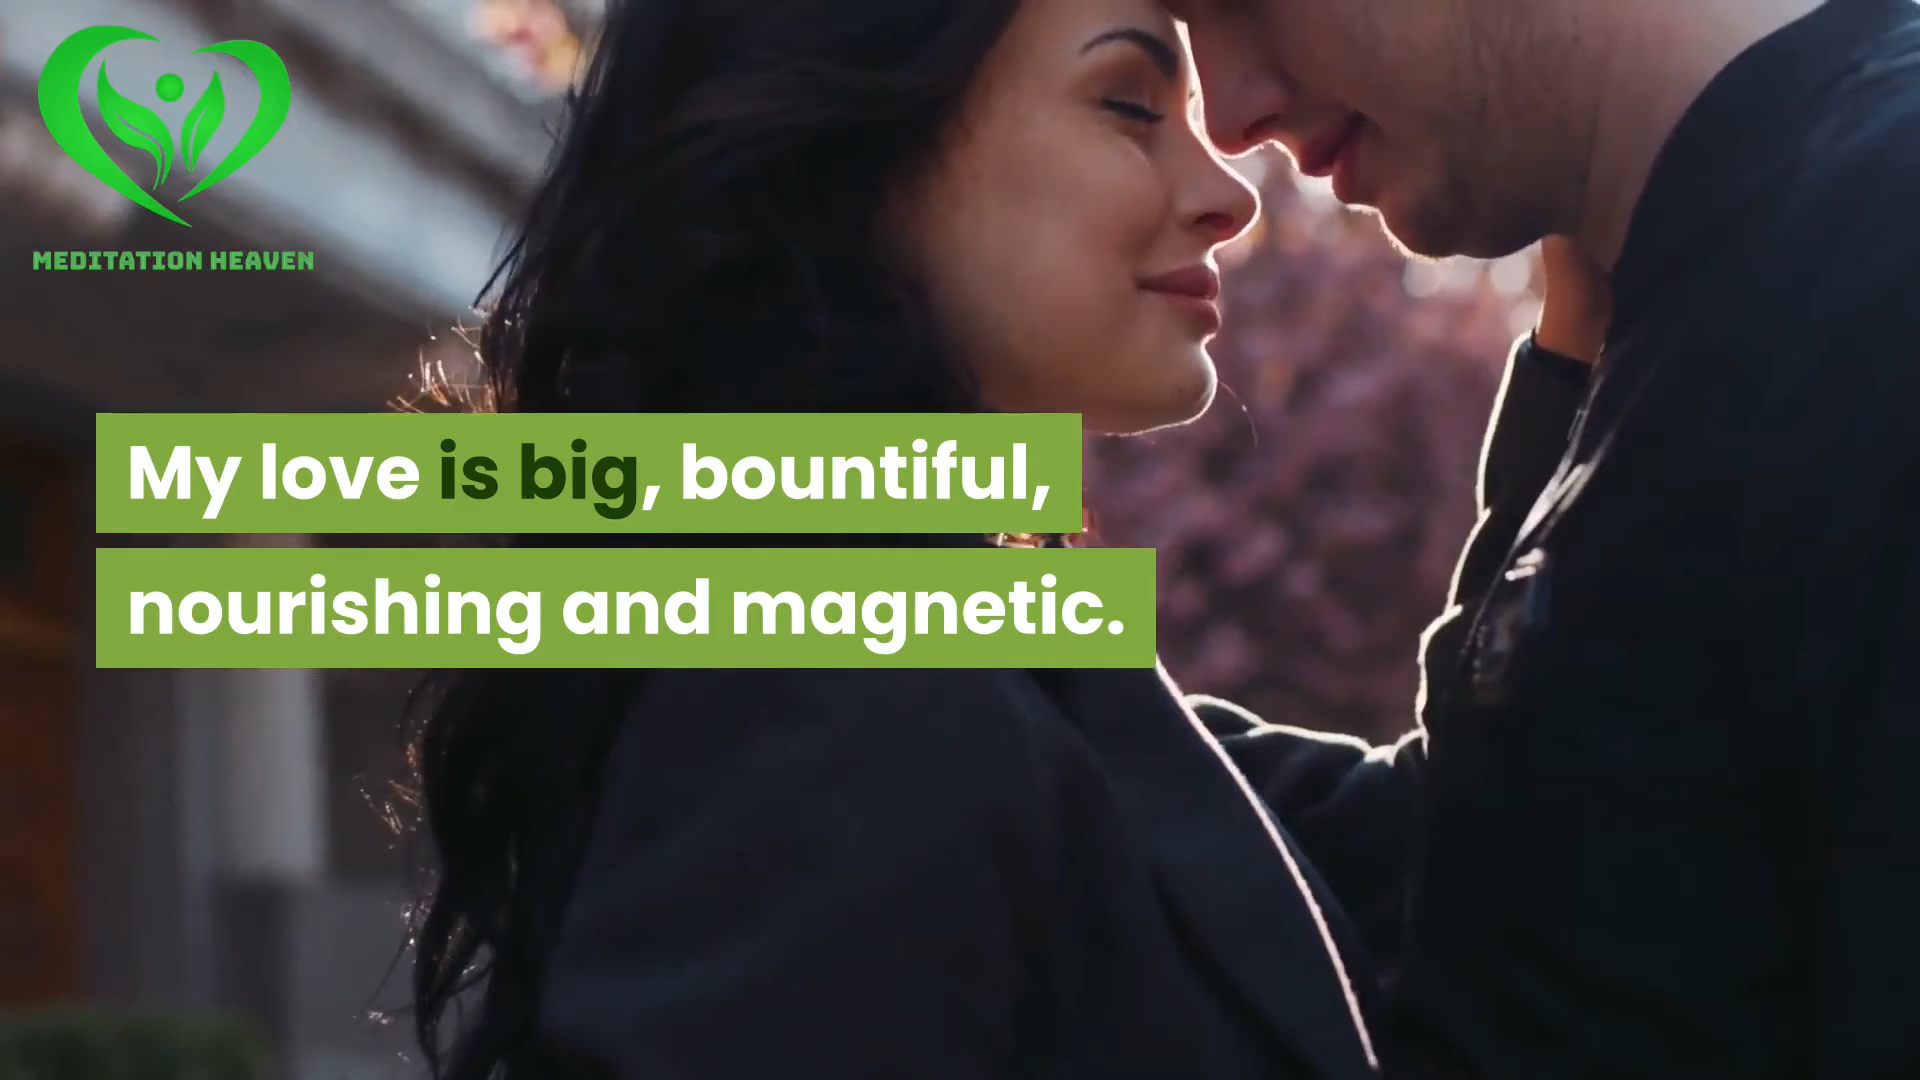 MEDITATION HEAVEN
My love is big, bountiful,
nourishing and magnetic.